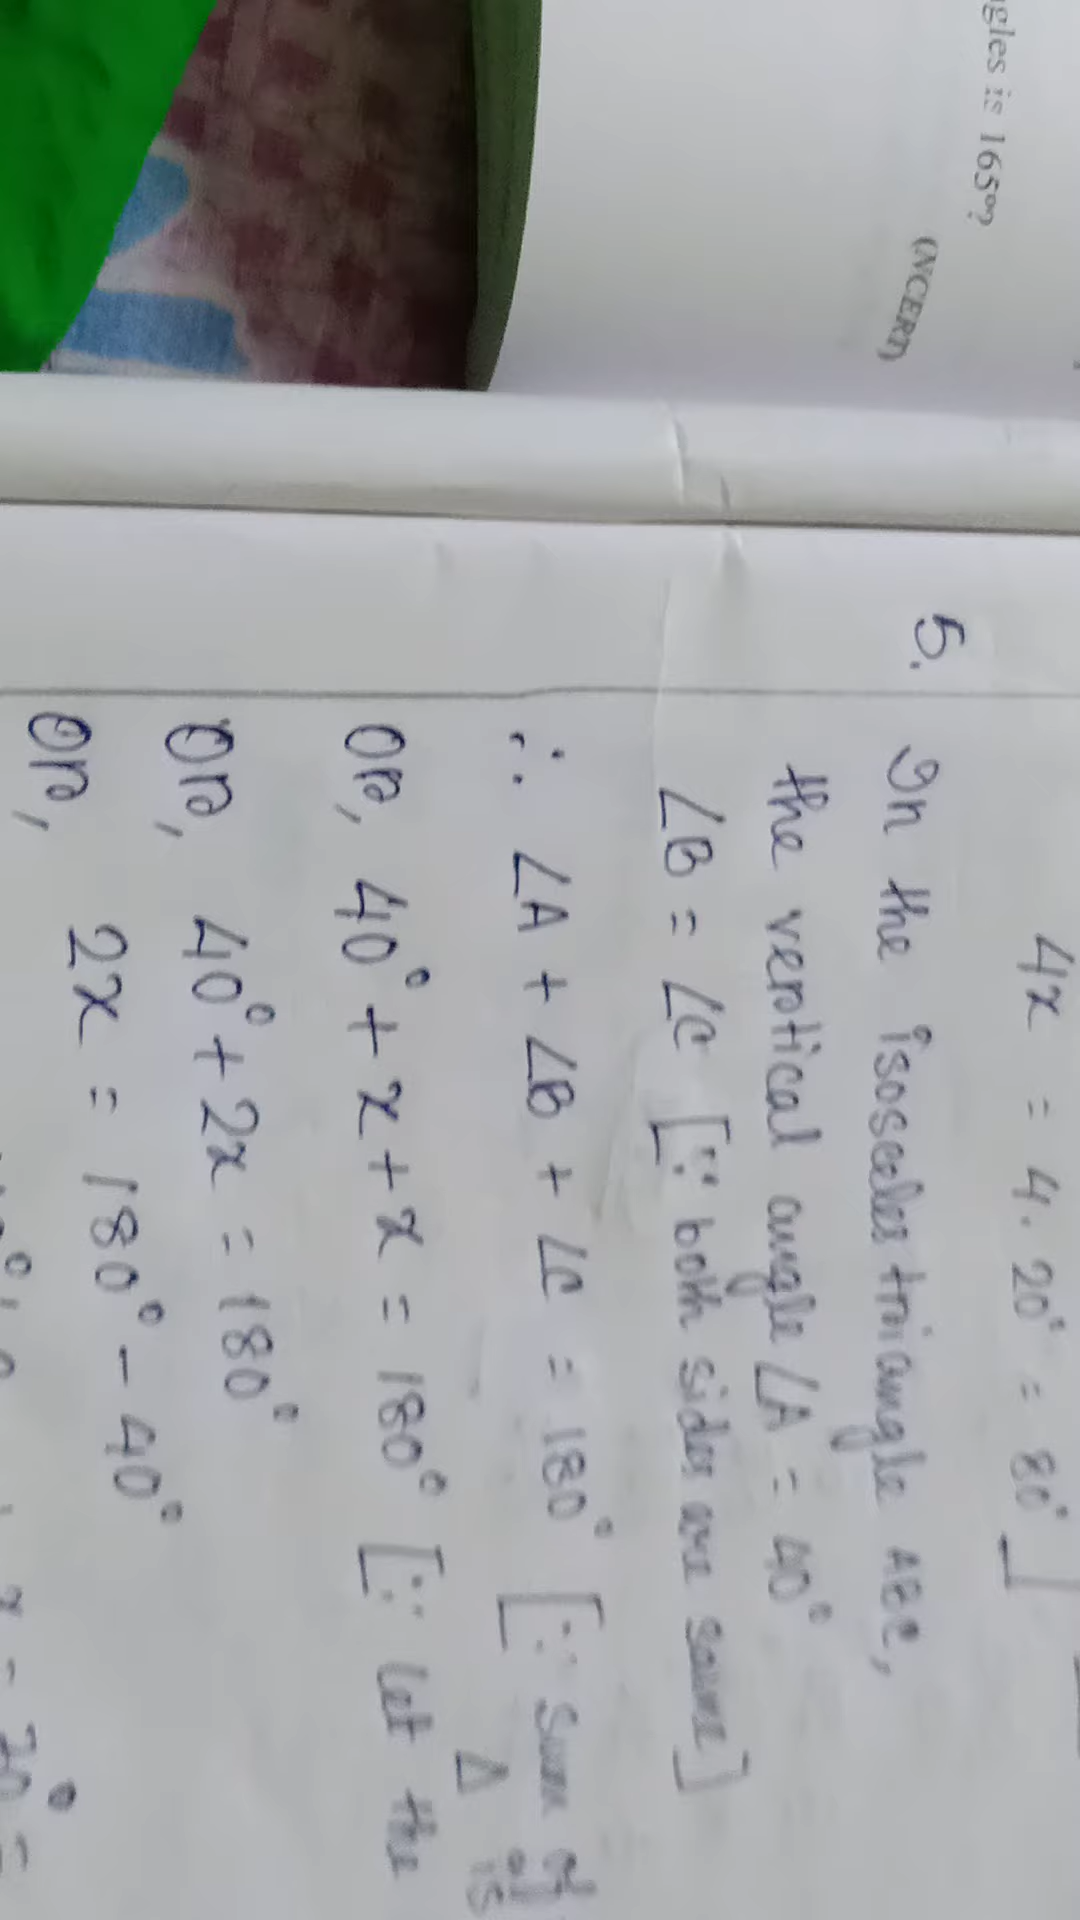 gles is 165°?
(NCERT)
4x = 4. 20° = 80°]
5. In the isosceles triangle ABC,
the vertical angle ∠A = 40°
∠B = ∠C [∵ both sides are same]
∴ ∠A + ∠B + ∠C = 180° [∵ sum of
Δ is
or, 40° + x + x = 180° [∵ let the
or, 40° + 2x = 180°
or, 2x = 180° - 40°